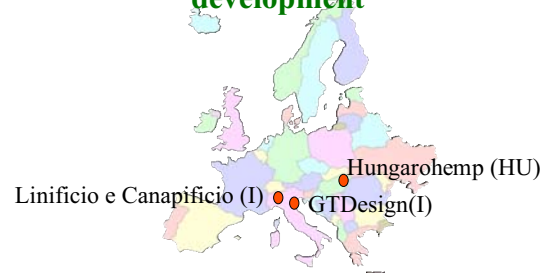 development
Hungarohemp (HU)
Linificio e Canapificio (I)
GTDesign(I)